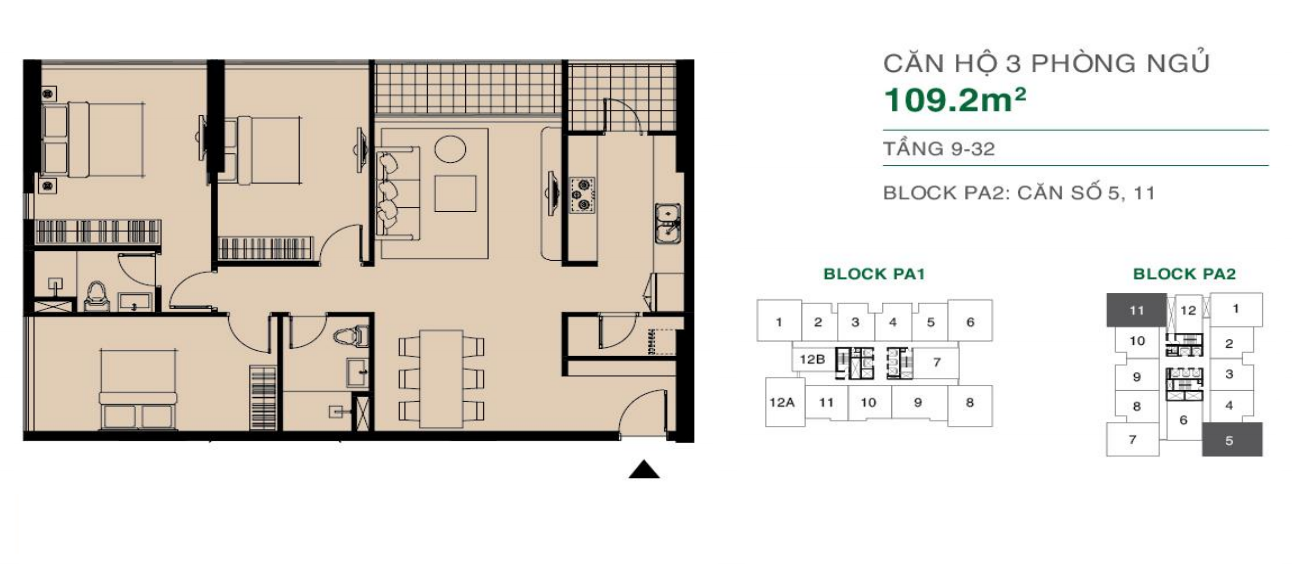 CĂN HỘ 3 PHÒNG NGỦ
109.2m²
TẦNG 9-32
BLOCK PA2: CĂN SỐ 5, 11
BLOCK PA1
1 2 3 4 5 6
12B 7
12A 11 10 9 8
BLOCK PA2
11 12 1
10 2
9 3
8 4
7 6 5